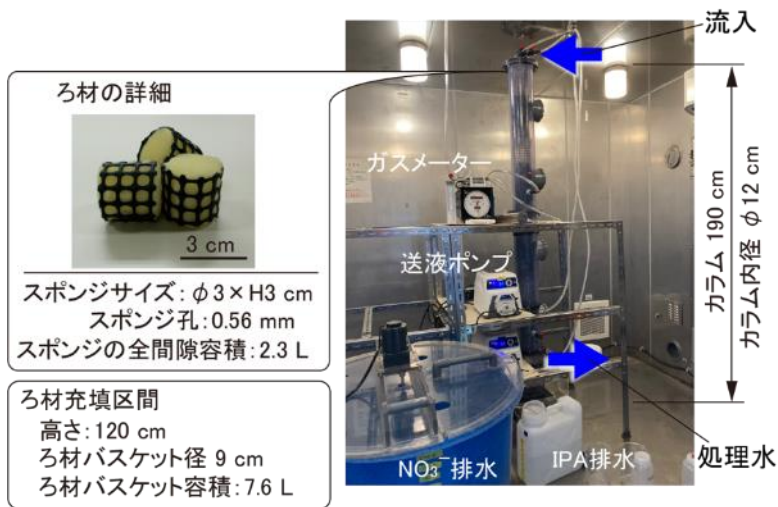 流入
ろ材の詳細
3 cm
スポンジサイズ:φ3×H3 cm
スポンジ孔:0.56 mm
スポンジの全間隙容積:2.3 L
ろ材充填区間
高さ:120 cm
ろ材バスケット径 9 cm
ろ材バスケット容積:7.6 L
ガスメーター
送液ポンプ
NO₃⁻排水
IPA排水
カラム 190 cm
カラム内径 φ12 cm
処理水